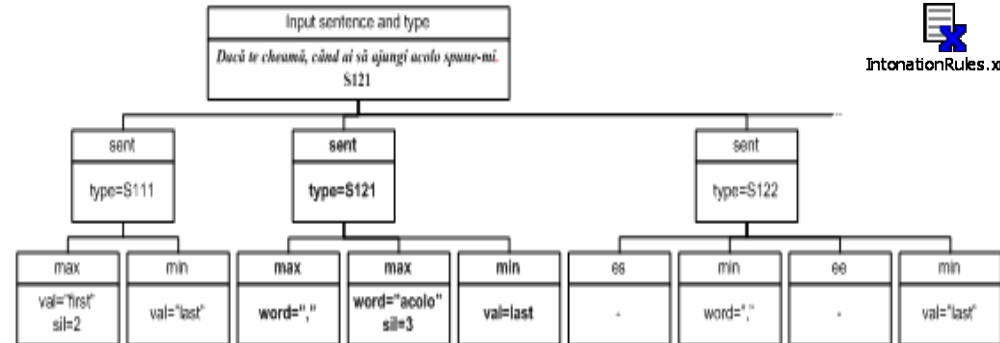 Input sentence and type
Dacă te cheamă, când ai să ajungi acolo spune-mi.
S121
IntonationRules.x
sent
type=S111
sent
type=S121
sent
type=S122
max
val="first"
sil=2
min
val="last"
max
word=","
max
word="acolo"
sil=3
min
val=last
es
-
min
word=","
ee
-
min
val="last"